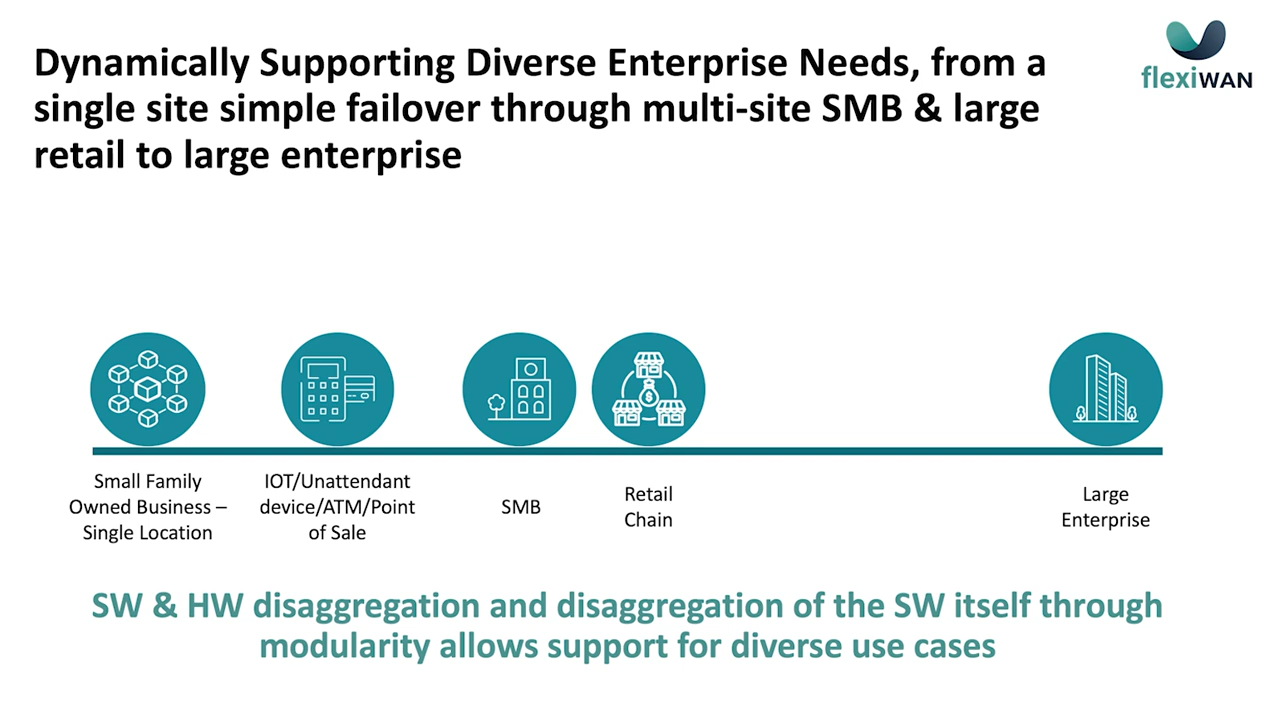 Dynamically Supporting Diverse Enterprise Needs, from a
single site simple failover through multi-site SMB & large
retail to large enterprise
flexiWAN
$
Small Family
Owned Business –
Single Location
IOT/Unattendant
device/ATM/Point
of Sale
SMB
Retail
Chain
Large
Enterprise
SW & HW disaggregation and disaggregation of the SW itself through
modularity allows support for diverse use cases